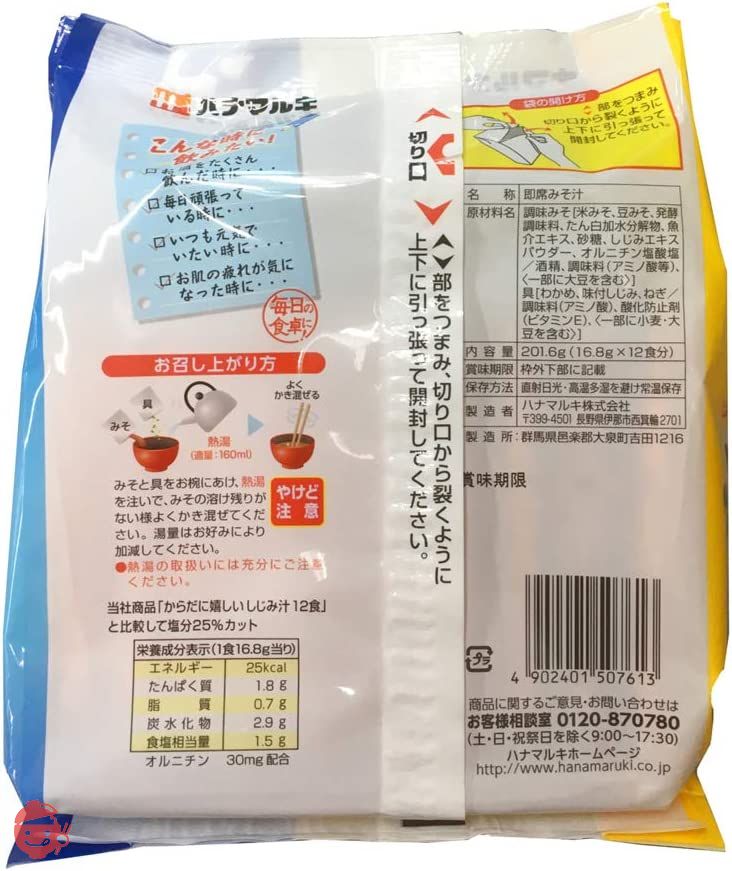 ハナマルキ
こんな時に
飲みたい!
お酒をたくさん
飲んだ時に・・・
毎日頑張って
いる時に・・・
いつも元気で
いたい時に・・・
お肌の疲れが気に
なった時に・・・
毎日の
食卓に!
お召し上がり方
みそ
具
熱湯
(適量:160ml)
よく
かき混ぜる
みそと具をお椀にあけ、熱湯
を注いで、みその溶け残りが
ない様よくかき混ぜてくだ
さい。湯量はお好みにより
加減してください。
●熱湯の取扱いには充分にご注意
ください。
やけど
注意
当社商品「からだに嬉しいしじみ汁12食」
と比較して塩分25%カット
栄養成分表示(1食16.8g当り)
エネルギー 25kcal
たんぱく質 1.8g
脂質 0.7g
炭水化物 2.9g
食塩相当量 1.5g
オルニチン 30mg配合
切り口
部をつまみ、切り口から裂くように
上下に引っ張って開封してください。
袋の開け方
部をつまみ
切り口から裂くように
上下に引っ張って
開封してください。
名称 即席みそ汁
原材料名 調味みそ[米みそ、豆みそ、発酵
調味料、たん白加水分解物、魚
介エキス、砂糖、しじみエキス
パウダー、オルニチン塩酸塩
/酒精、調味料(アミノ酸等)、
〈一部に大豆を含む〉]
具[わかめ、味付しじみ、ねぎ/
調味料(アミノ酸)、酸化防止剤
(ビタミンE)、〈一部に小麦・大
豆を含む〉]
内容量 201.6g(16.8g×12食分)
賞味期限 枠外下部に記載
保存方法 直射日光・高温多湿を避け常温保存
製造者 ハナマルキ株式会社
〒399-4501 長野県伊那市西箕輪2701
製造所:群馬県邑楽郡大泉町吉田1216
賞味期限
プラ
4 902401 507613
商品に関するご意見・お問い合わせは
お客様相談室 0120-870780
(土・日・祝祭日を除く9:00〜17:30)
ハナマルキホームページ
http://www.hanamaruki.co.jp